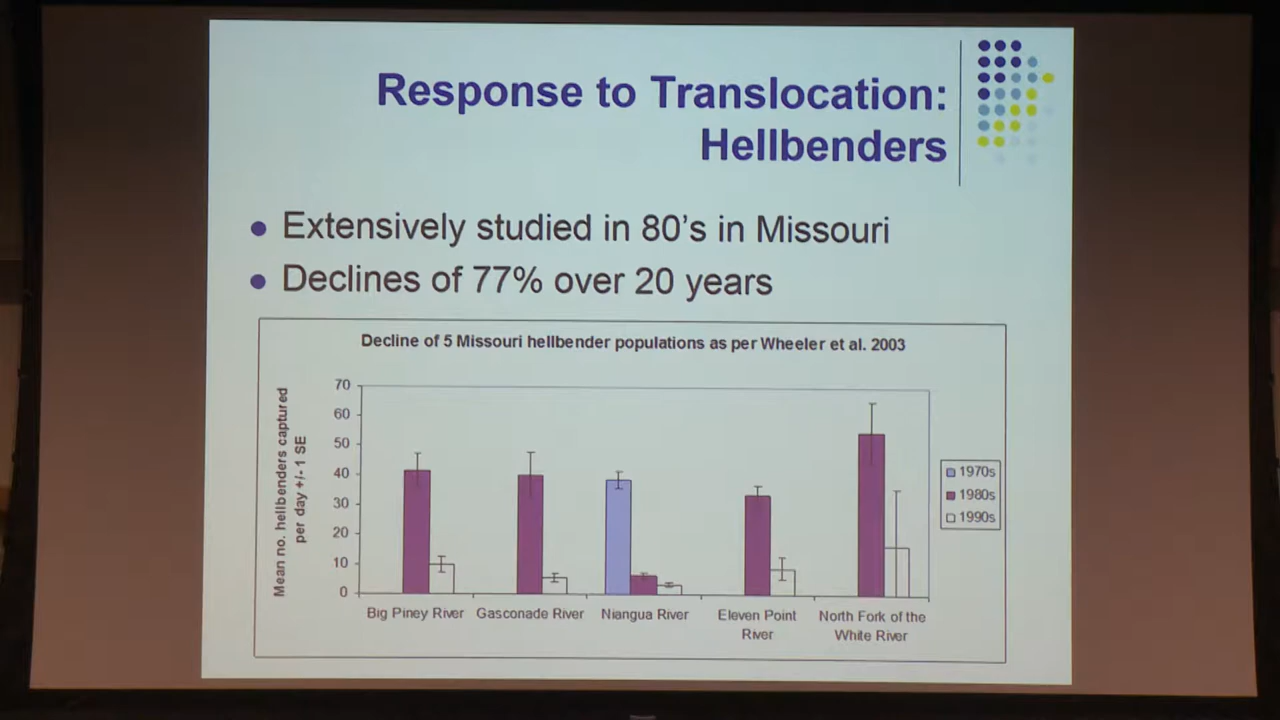 Response to Translocation:
Hellbenders
Extensively studied in 80's in Missouri
Declines of 77% over 20 years
Decline of 5 Missouri hellbender populations as per Wheeler et al. 2003
Mean no. hellbenders captured
per day +/- 1 SE
70
60
50
40
30
20
10
0
Big Piney River
Gasconade River
Niangua River
Eleven Point
River
North Fork of the
White River
1970s
1980s
1990s